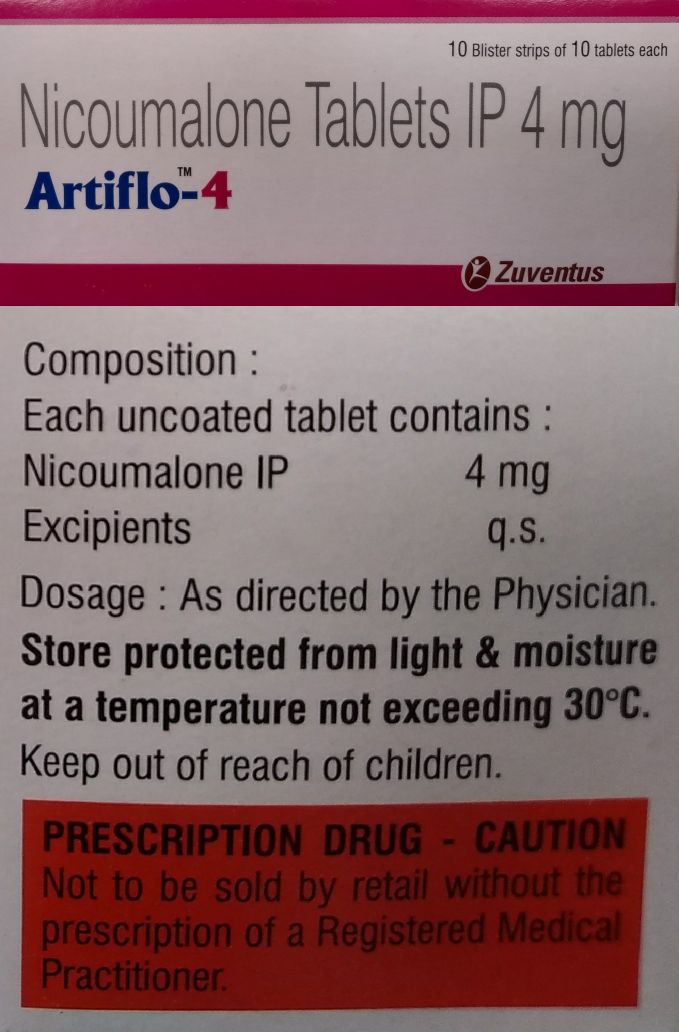 10 Blister strips of 10 tablets each
Nicoumalone Tablets IP 4 mg
Artiflo™-4
Zuventus
Composition :
Each uncoated tablet contains :
Nicoumalone IP 4 mg
Excipients q.s.
Dosage : As directed by the Physician.
Store protected from light & moisture
at a temperature not exceeding 30°C.
Keep out of reach of children.
PRESCRIPTION DRUG - CAUTION
Not to be sold by retail without the
prescription of a Registered Medical
Practitioner.